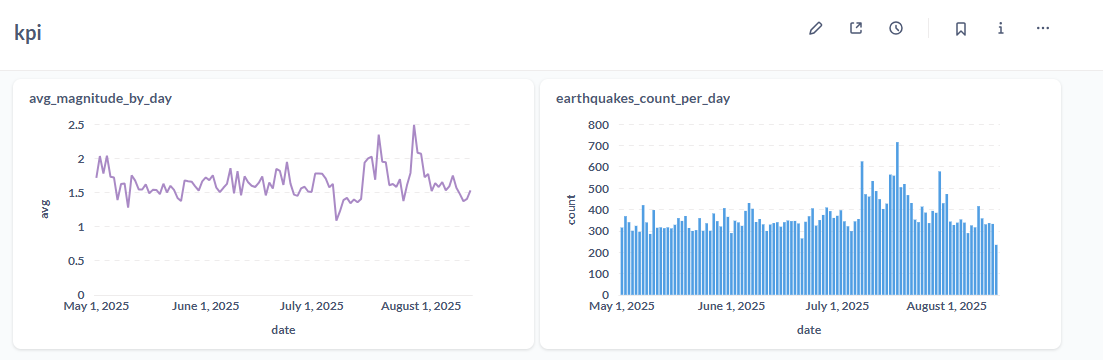 kpi
avg_magnitude_by_day
2.5
2
1.5
1
0.5
0
avg
May 1, 2025
June 1, 2025
July 1, 2025
August 1, 2025
date
earthquakes_count_per_day
800
700
600
500
400
300
200
100
0
count
May 1, 2025
June 1, 2025
July 1, 2025
August 1, 2025
date